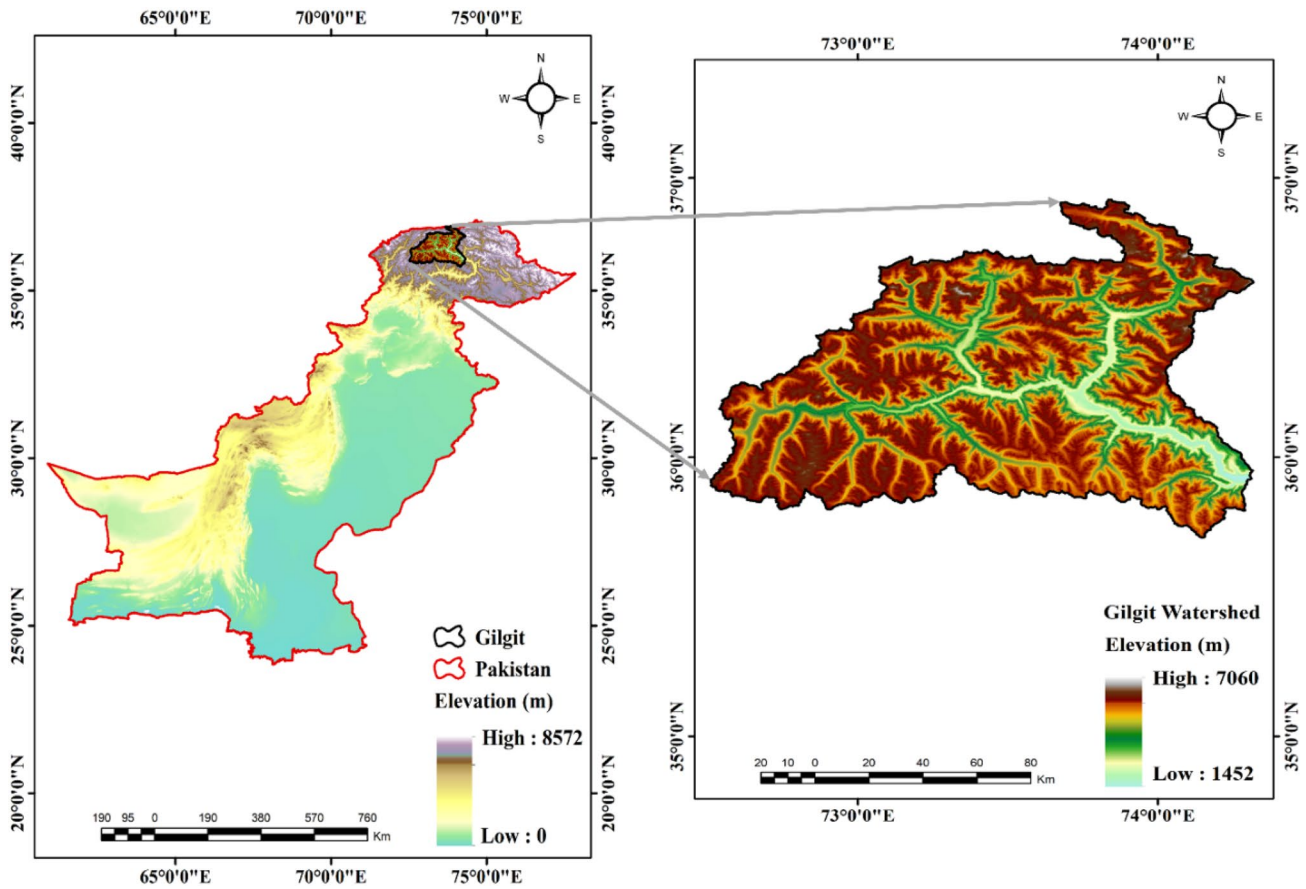 65°0'0"E 70°0'0"E 75°0'0"E
40°0'0"N
35°0'0"N
30°0'0"N
25°0'0"N
20°0'0"N
N
W E
S
40°0'0"N
35°0'0"N
30°0'0"N
25°0'0"N
20°0'0"N
Gilgit
Pakistan
Elevation (m)
High : 8572
Low : 0
190 95 0 190 380 570 760
Km
65°0'0"E 70°0'0"E 75°0'0"E
73°0'0"E 74°0'0"E
37°0'0"N
36°0'0"N
35°0'0"N
N
W E
S
37°0'0"N
36°0'0"N
35°0'0"N
Gilgit Watershed
Elevation (m)
High : 7060
Low : 1452
20 10 0 20 40 60 80
Km
73°0'0"E 74°0'0"E